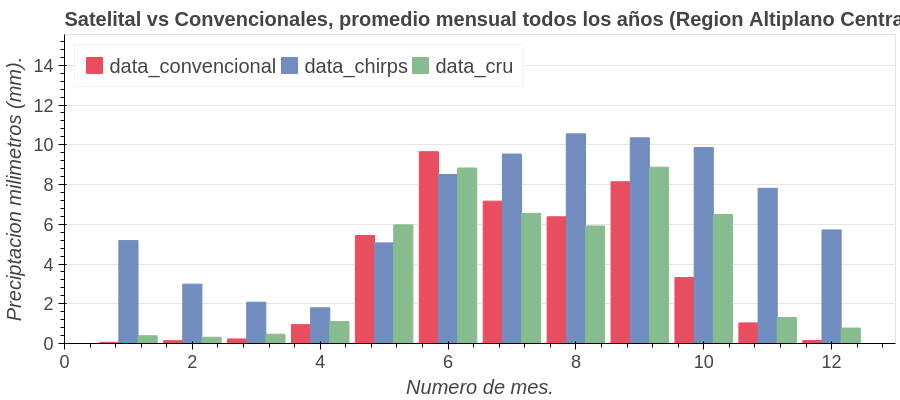 Satelital vs Convencionales, promedio mensual todos los años (Region Altiplano Centra
data_convencional data_chirps data_cru
Preciptacion milimetros (mm).
14
12
10
8
6
4
2
0
0 2 4 6 8 10 12
Numero de mes.